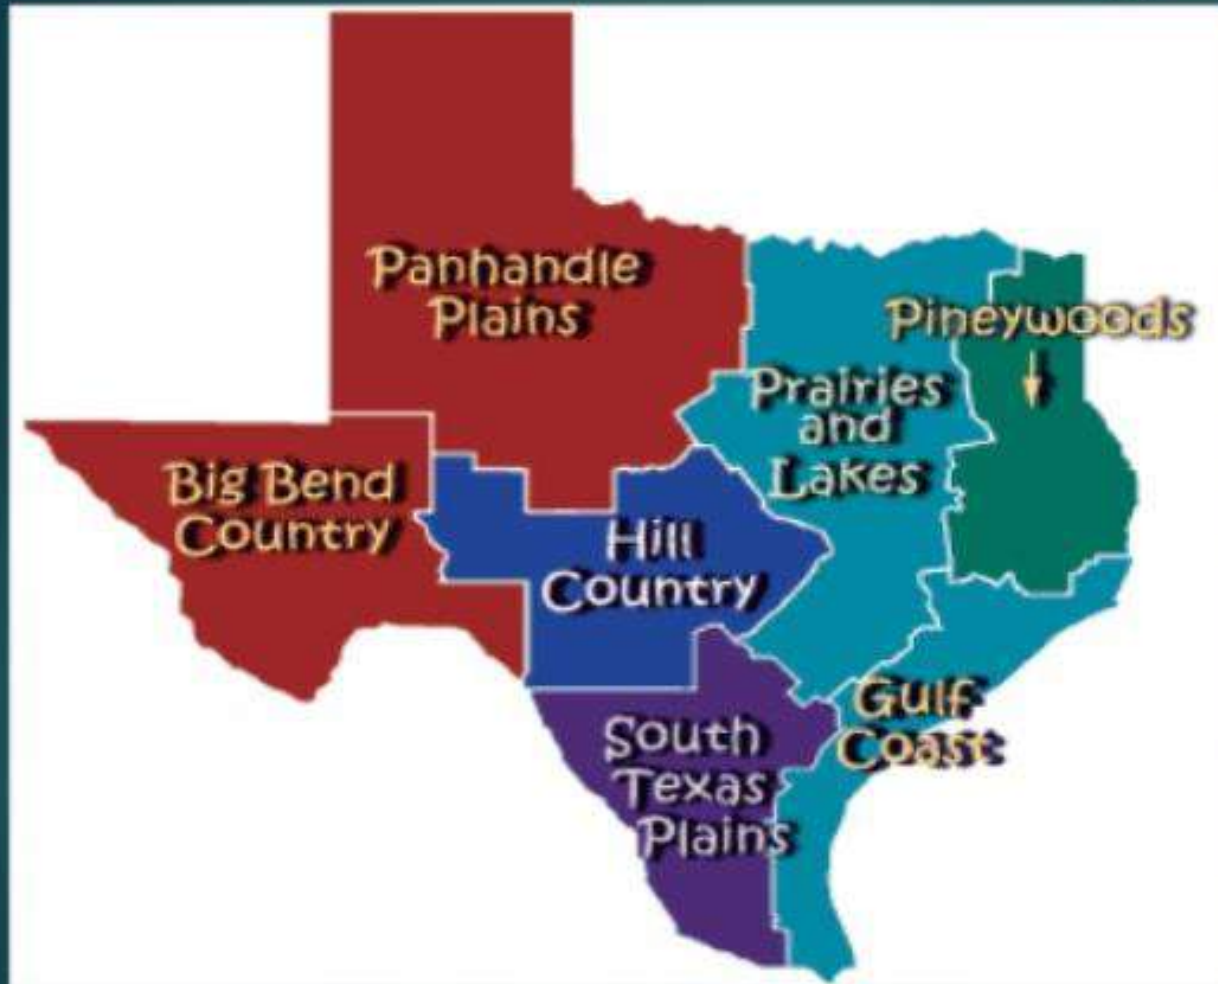 Panhandle
Plains
Pineywoods
Prairies
and
Lakes
Big Bend
Country
Hill
Country
Gulf
Coast
South
Texas
Plains